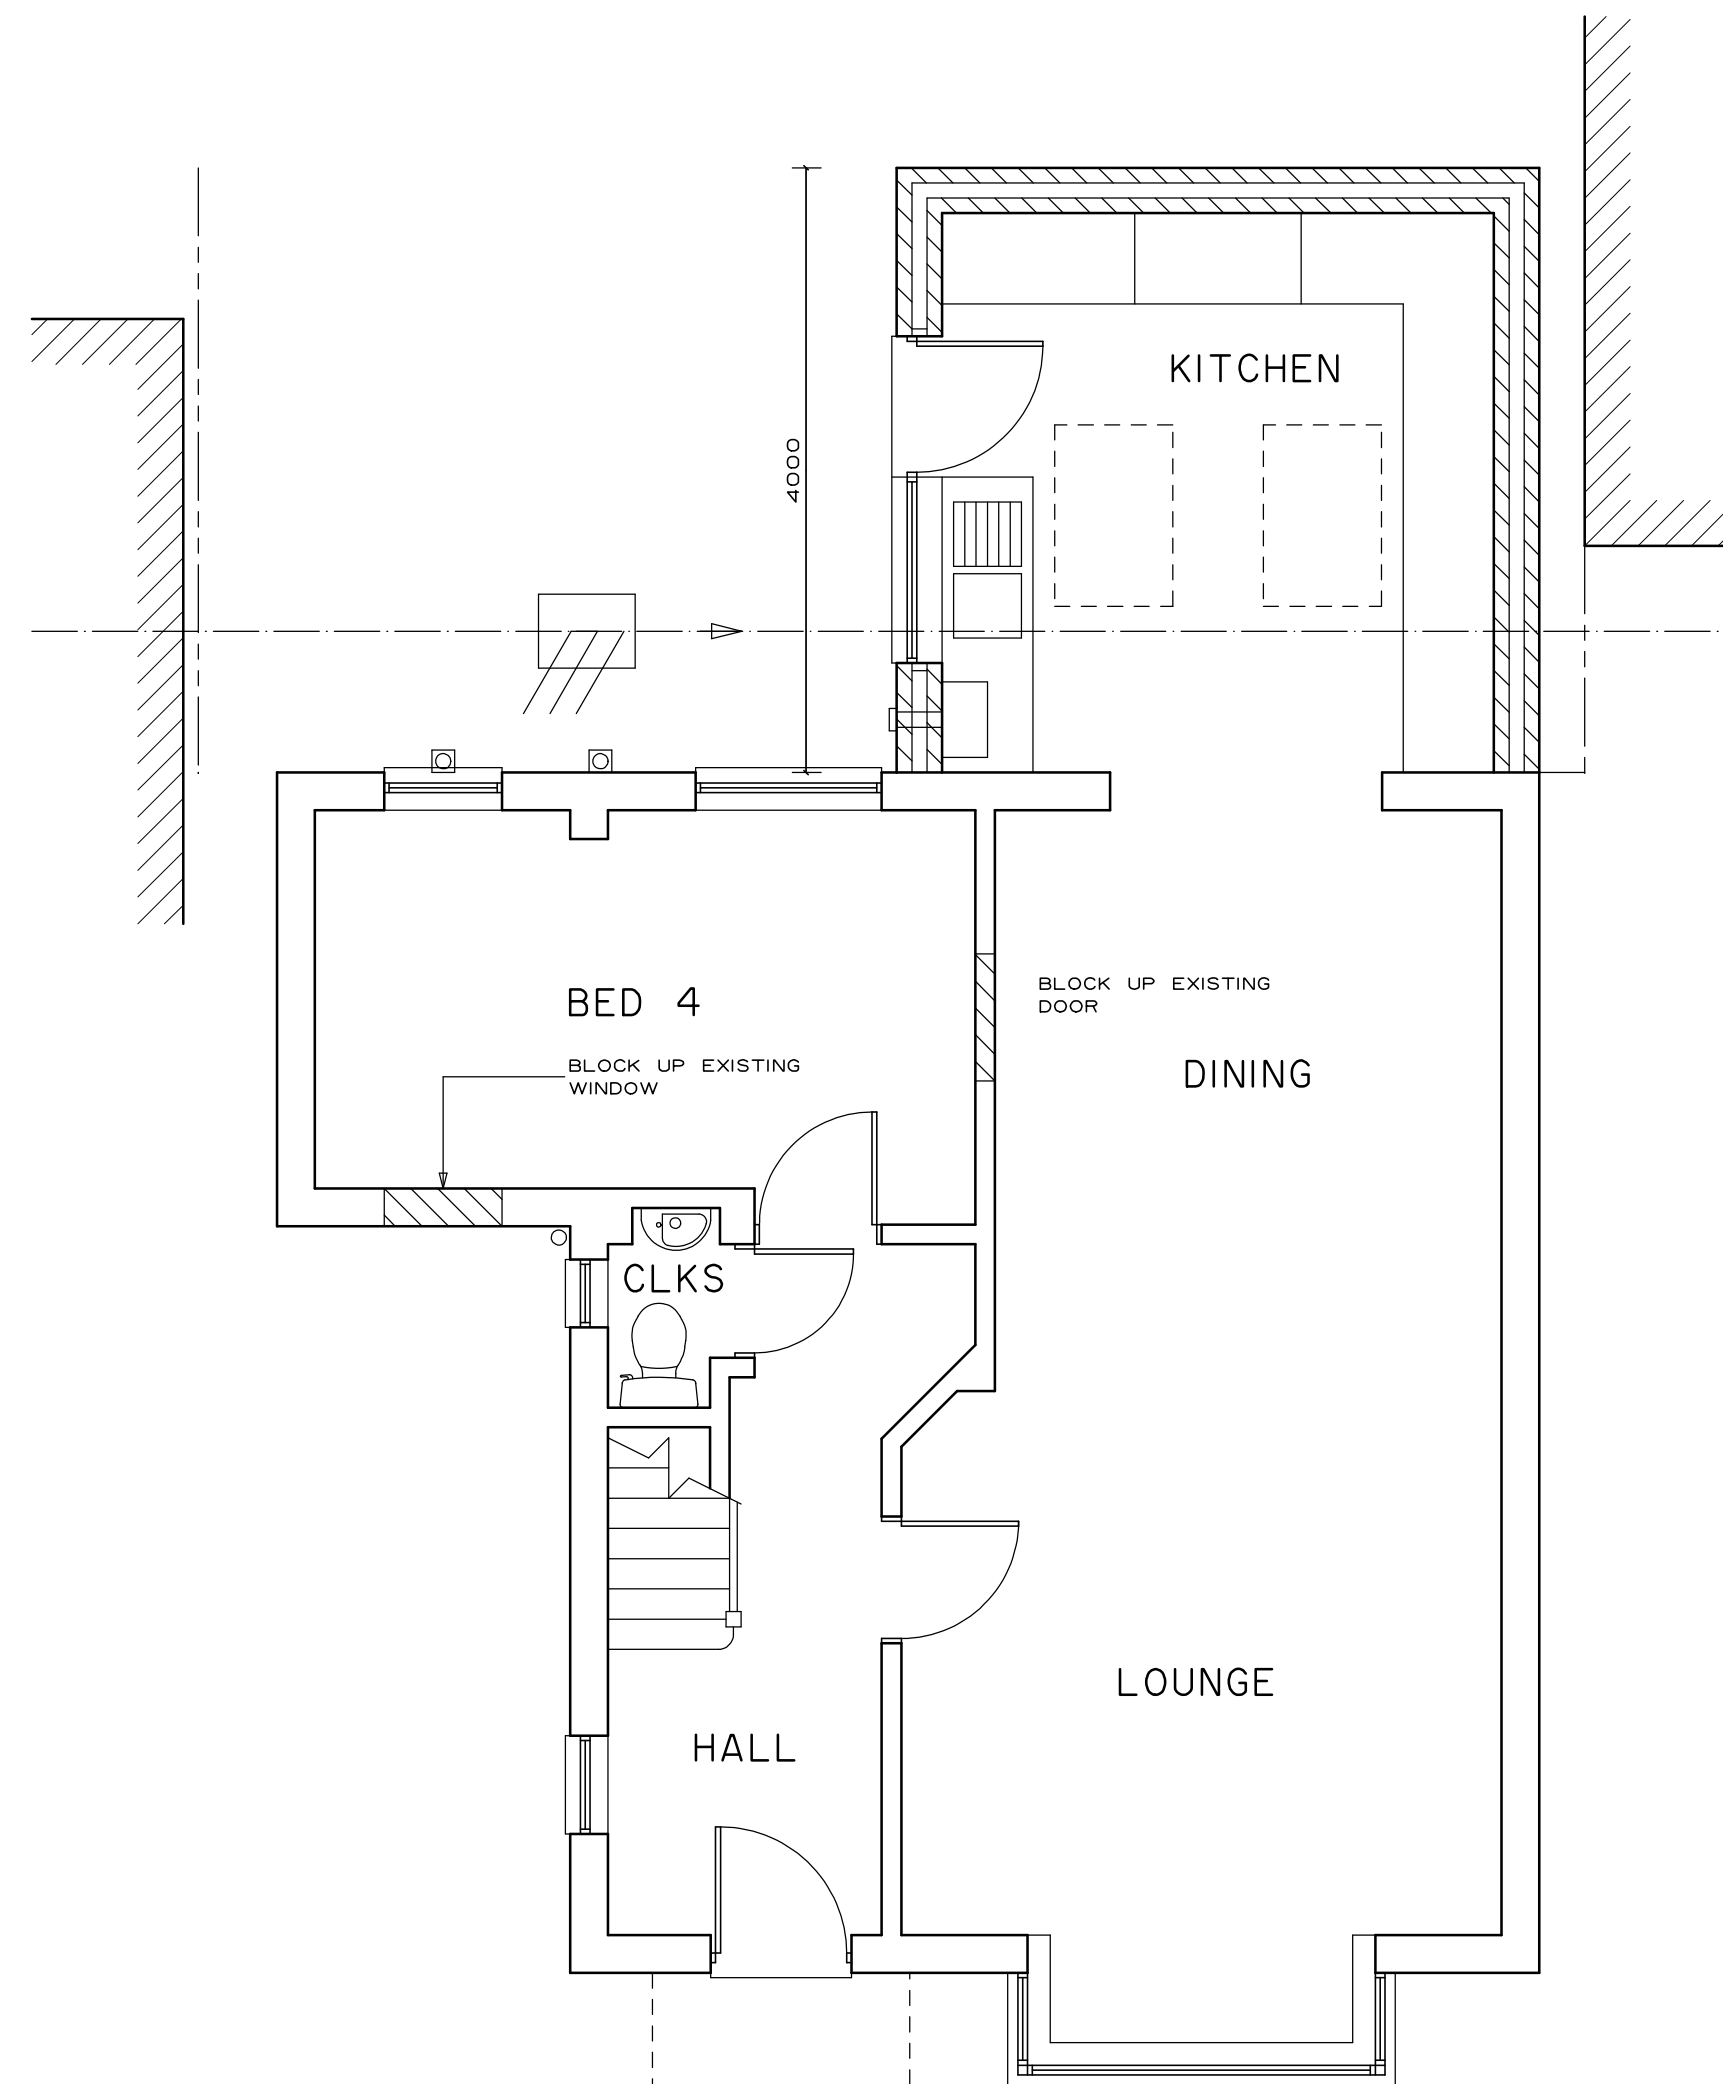 KITCHEN
4000
BED 4
BLOCK UP EXISTING
WINDOW
BLOCK UP EXISTING
DOOR
DINING
CLKS
LOUNGE
HALL